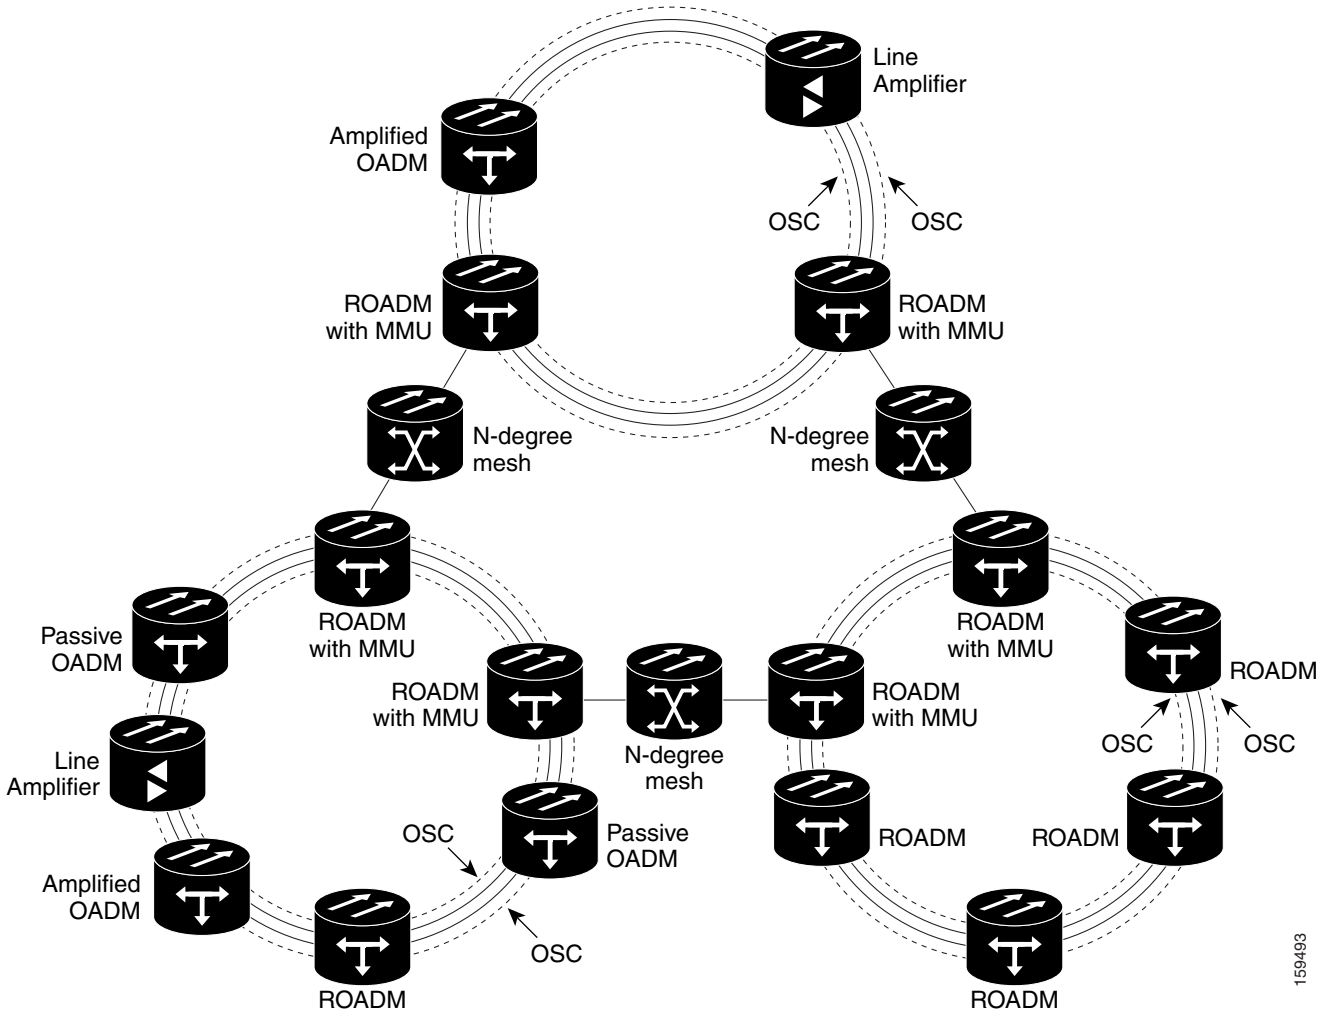 Line
Amplifier
Amplified
OADM
OSC
OSC
ROADM
with MMU
ROADM
with MMU
N-degree
mesh
N-degree
mesh
ROADM
with MMU
ROADM
with MMU
Passive
OADM
ROADM
ROADM
with MMU
ROADM
with MMU
OSC
OSC
N-degree
mesh
Line
Amplifier
OSC
Passive
OADM
ROADM
ROADM
Amplified
OADM
OSC
ROADM
ROADM
159493